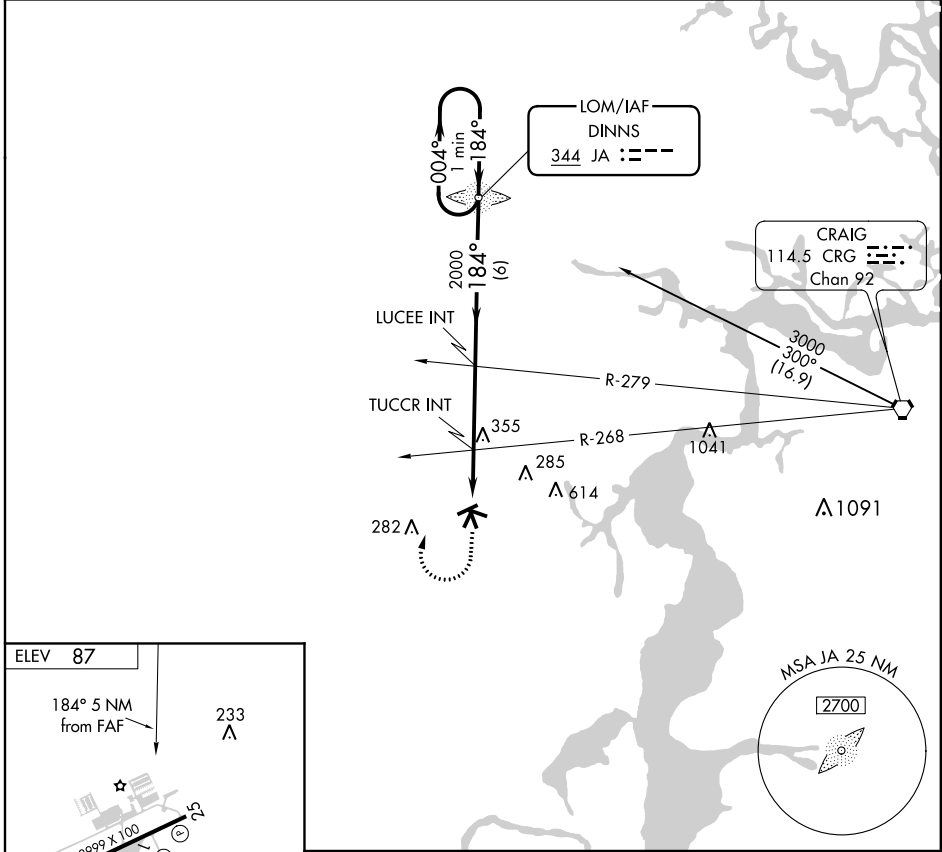 LOM/IAF
DINNS
344 JA
004°
1 min
184°
2000
184°
(6)
CRAIG
114.5 CRG
Chan 92
LUCEE INT
3000
300°
(16.9)
R-279
TUCCR INT
355
R-268
1041
285
614
1091
282
ELEV 87
184° 5 NM
from FAF
233
25
P
MSA JA 25 NM
2700